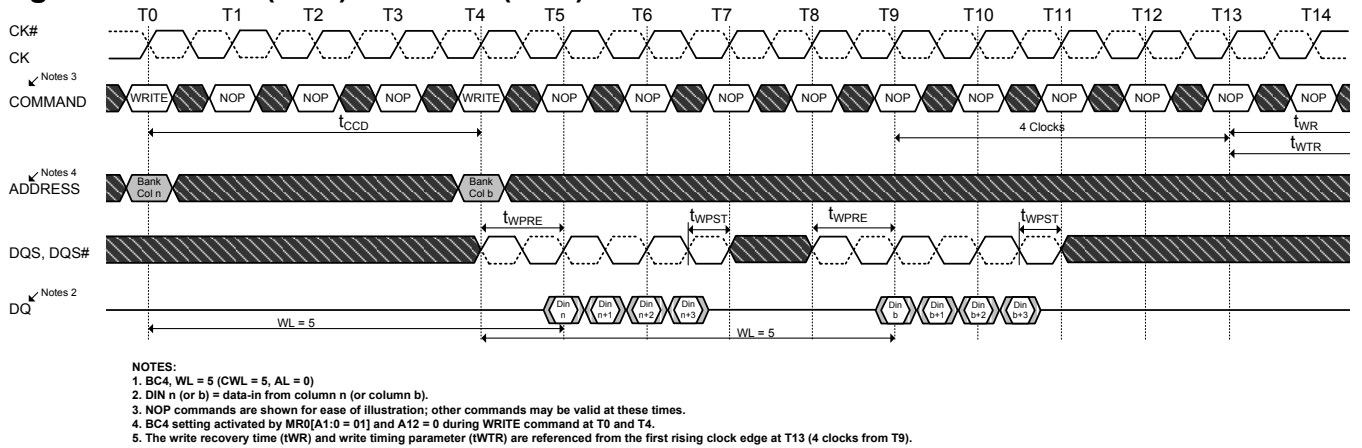 T0 T1 T2 T3 T4 T5 T6 T7 T8 T9 T10 T11 T12 T13 T14
CK#
CK
Notes 3
COMMAND
WRITE NOP NOP NOP WRITE NOP NOP NOP NOP NOP NOP NOP NOP NOP NOP
tCCD
4 Clocks
tWR
tWTR
Notes 4
ADDRESS
Bank Col n
Bank Col b
tWPRE tWPST tWPRE tWPST
DQS, DQS#
Notes 2
DQ
Din n Din n+1 Din n+2 Din n+3 Din b Din b+1 Din b+2 Din b+3
WL = 5
WL = 5
NOTES:
1. BC4, WL = 5 (CWL = 5, AL = 0)
2. DIN n (or b) = data-in from column n (or column b).
3. NOP commands are shown for ease of illustration; other commands may be valid at these times.
4. BC4 setting activated by MR0[A1:0 = 01] and A12 = 0 during WRITE command at T0 and T4.
5. The write recovery time (tWR) and write timing parameter (tWTR) are referenced from the first rising clock edge at T13 (4 clocks from T9).